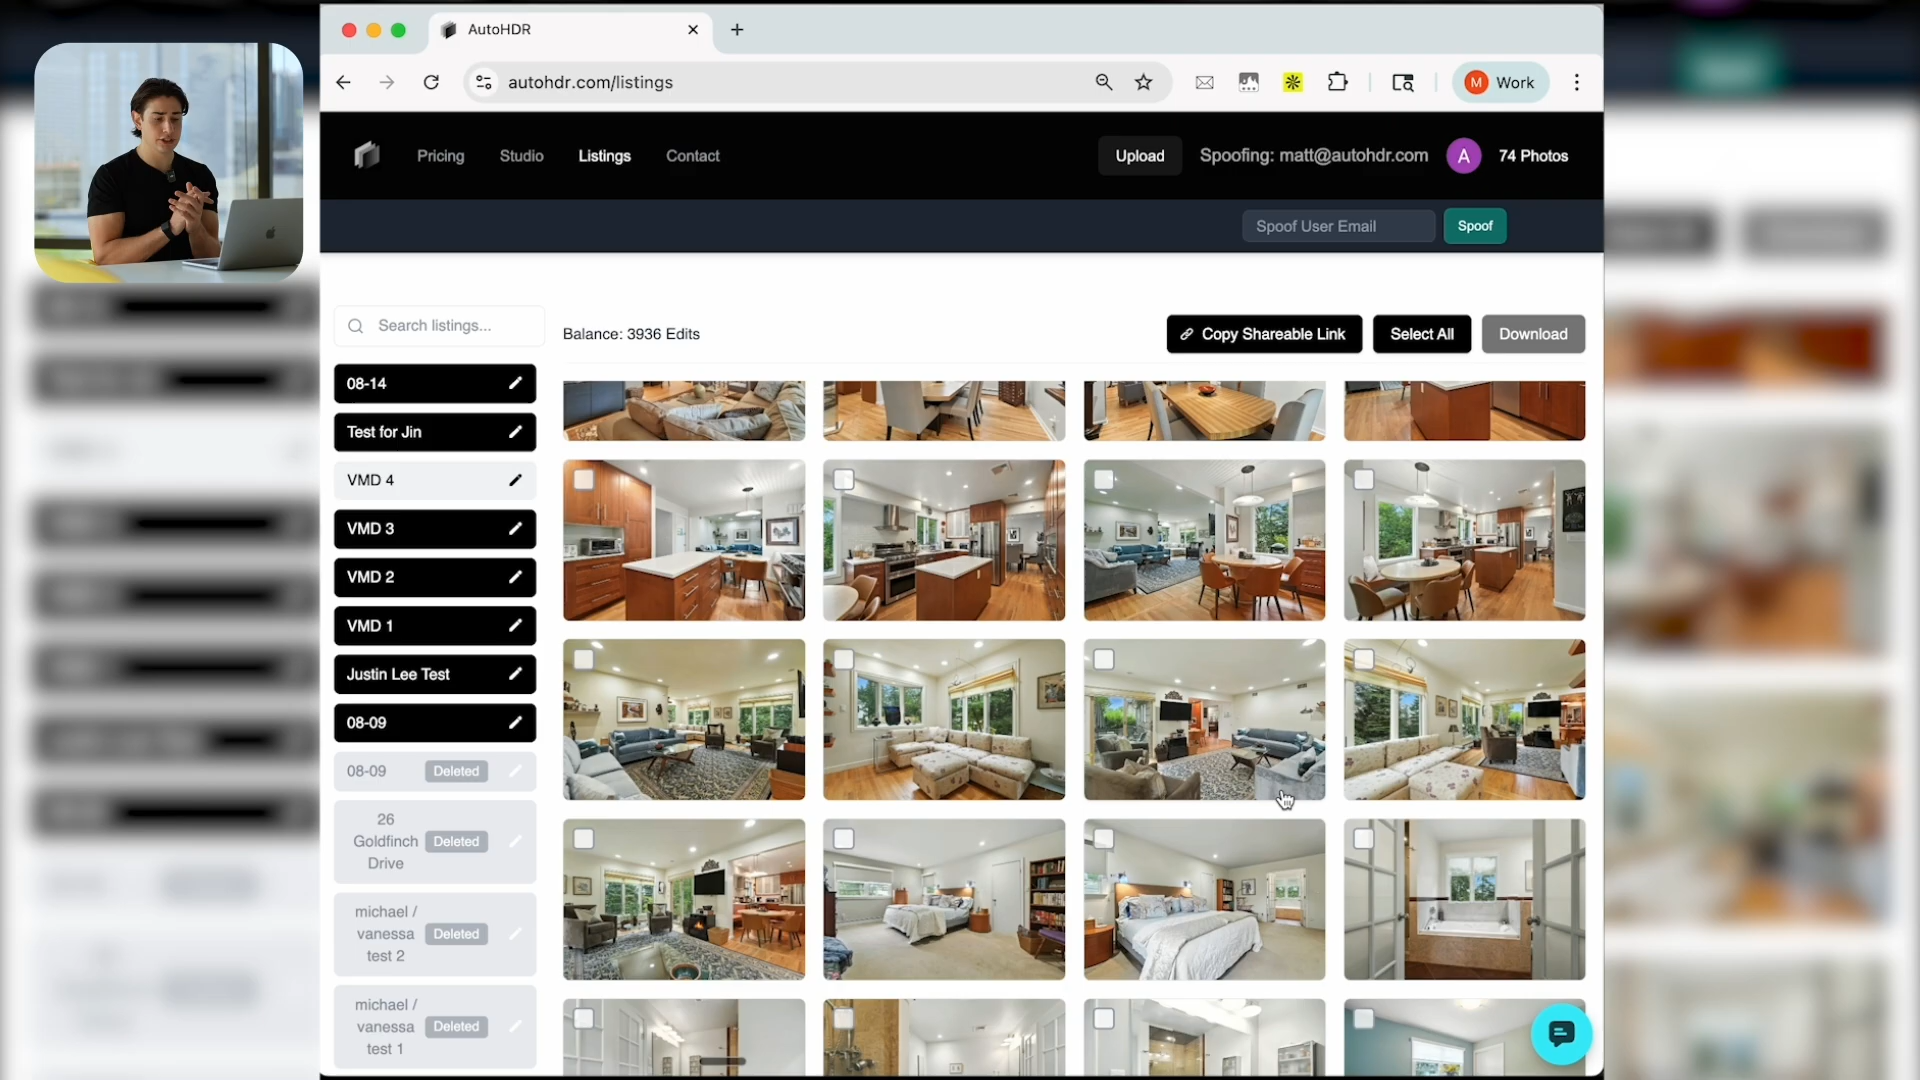 AutoHDR
autohdr.com/listings
M Work
Pricing Studio Listings Contact
Upload Spoofing: matt@autohdr.com A 74 Photos
Spoof User Email Spoof
Search listings...
Balance: 3936 Edits
Copy Shareable Link Select All Download
08-14
Test for Jin
VMD 4
VMD 3
VMD 2
VMD 1
Justin Lee Test
08-09
08-09 Deleted
26
Goldfinch
Drive
Deleted
michael /
vanessa
test 2
Deleted
michael /
vanessa
test 1
Deleted